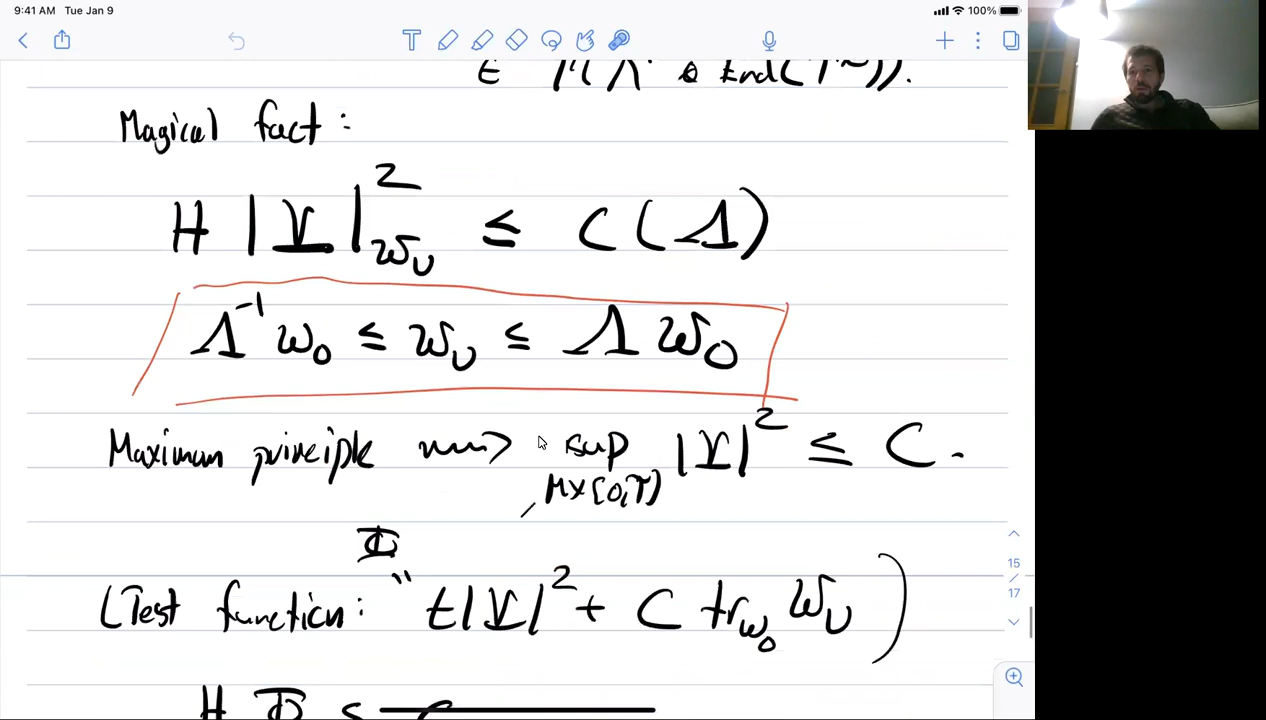 9:41 AM Tue Jan 9 100%
End(
Magical fact:
H |Ψ|²_{ω_υ} ≤ C(Λ)
Λ⁻¹ ω₀ ≤ ω_υ ≤ Λ ω₀
Maximum principle ⇝ sup_{M×[0,T)} |Ψ|² ≤ C.
Φ
(Test function: " t|Ψ|² + C tr_{ω₀} ω_υ )
H Φ ≤ C
15
/
17